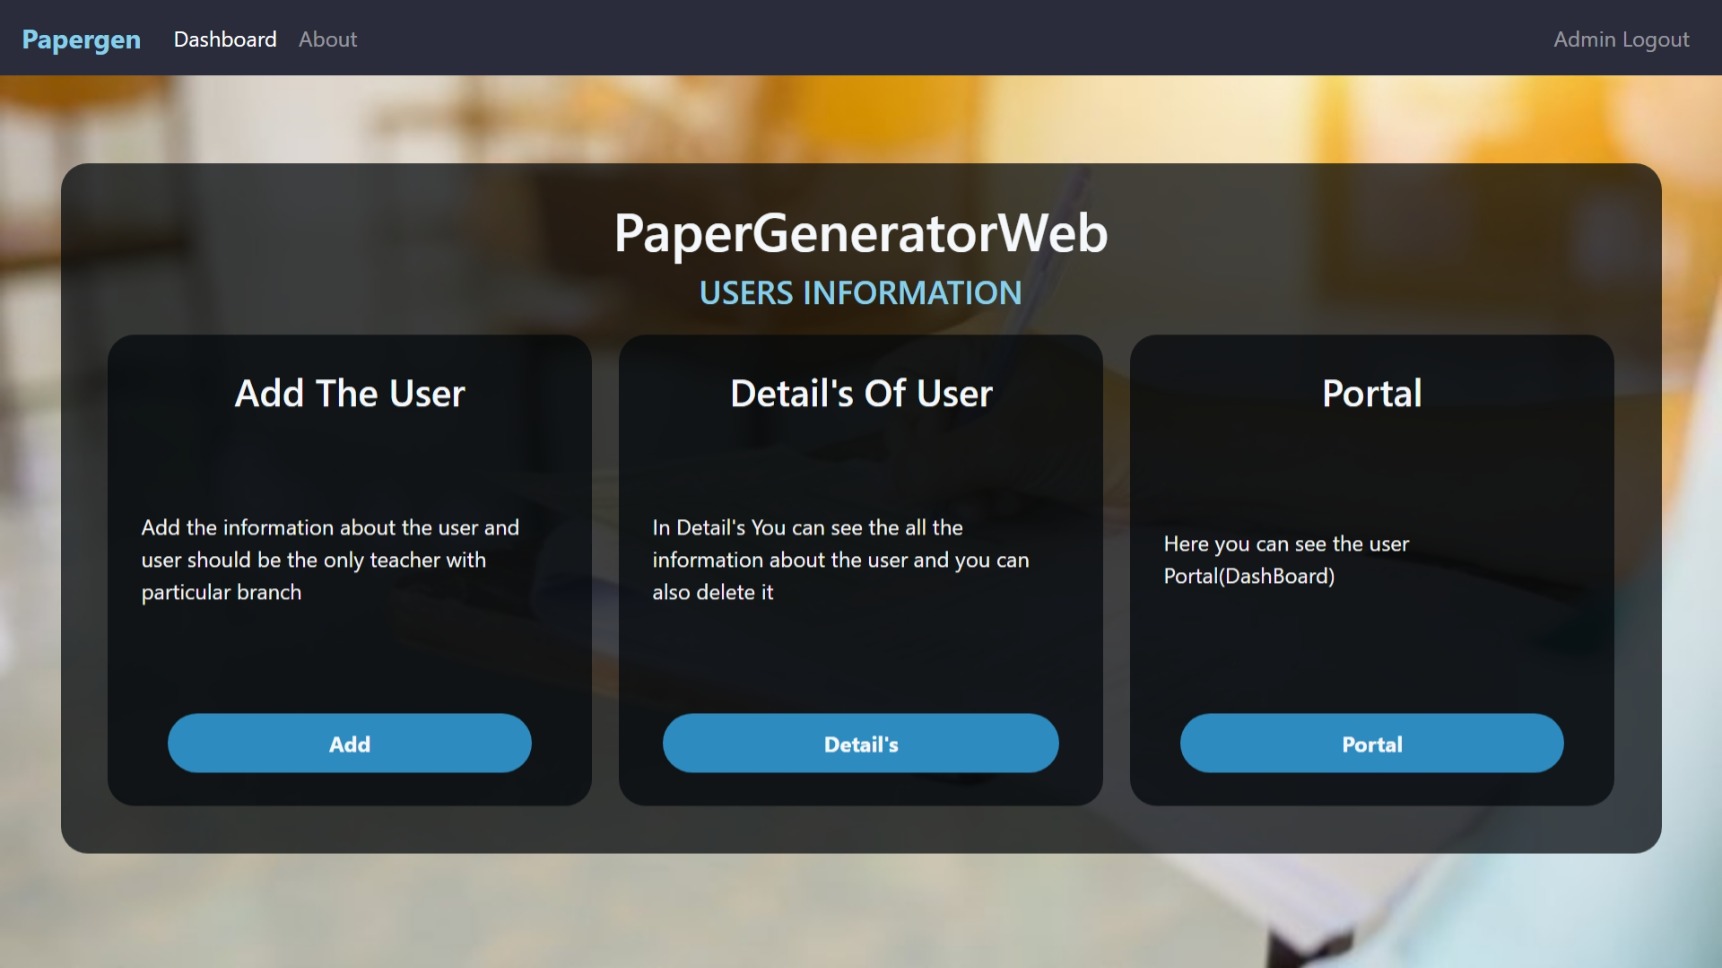 Papergen Dashboard About Admin Logout
PaperGeneratorWeb
USERS INFORMATION
Add The User
Add the information about the user and
user should be the only teacher with
particular branch
Add
Detail's Of User
In Detail's You can see the all the
information about the user and you can
also delete it
Detail's
Portal
Here you can see the user
Portal(DashBoard)
Portal